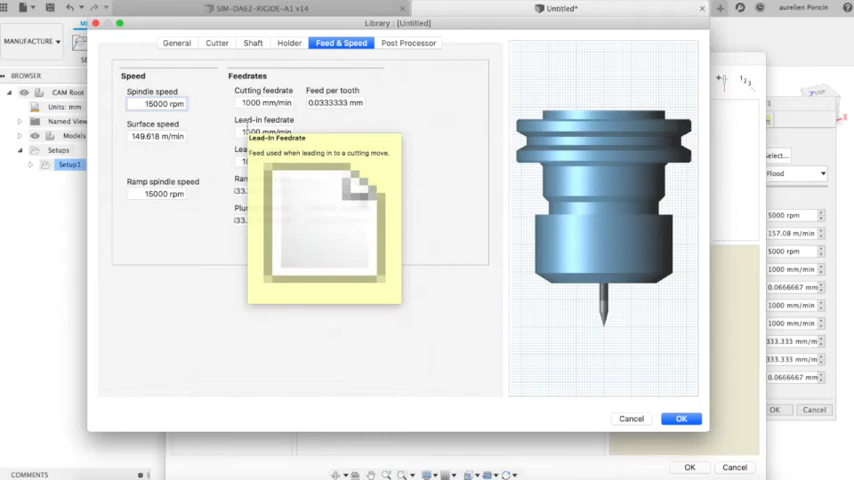 SIM-DA62-RIGIDE-A1 v14
Untitled*
aurelien Poncin
Library : [Untitled]
MANUFACTURE
General
Cutter
Shaft
Holder
Feed & Speed
Post Processor
BROWSER
CAM Root
Units: mm
Named View
Models
Setups
Setup1
Speed
Spindle speed
15000 rpm
Surface speed
149.618 m/min
Ramp spindle speed
15000 rpm
Feedrates
Cutting feedrate
1000 mm/min
Feed per tooth
0.0333333 mm
Lead-in feedrate
1000 mm/min
Lead-In Feedrate
Feed used when leading in to a cutting move.
Cancel
OK
Select...
Flood
5000 rpm
157.08 m/min
5000 rpm
1000 mm/min
0.0666667 mm
1000 mm/min
1000 mm/min
333.333 mm/m
333.333 mm/m
0.0666667 mm
OK
Cancel
OK
Cancel
COMMENTS